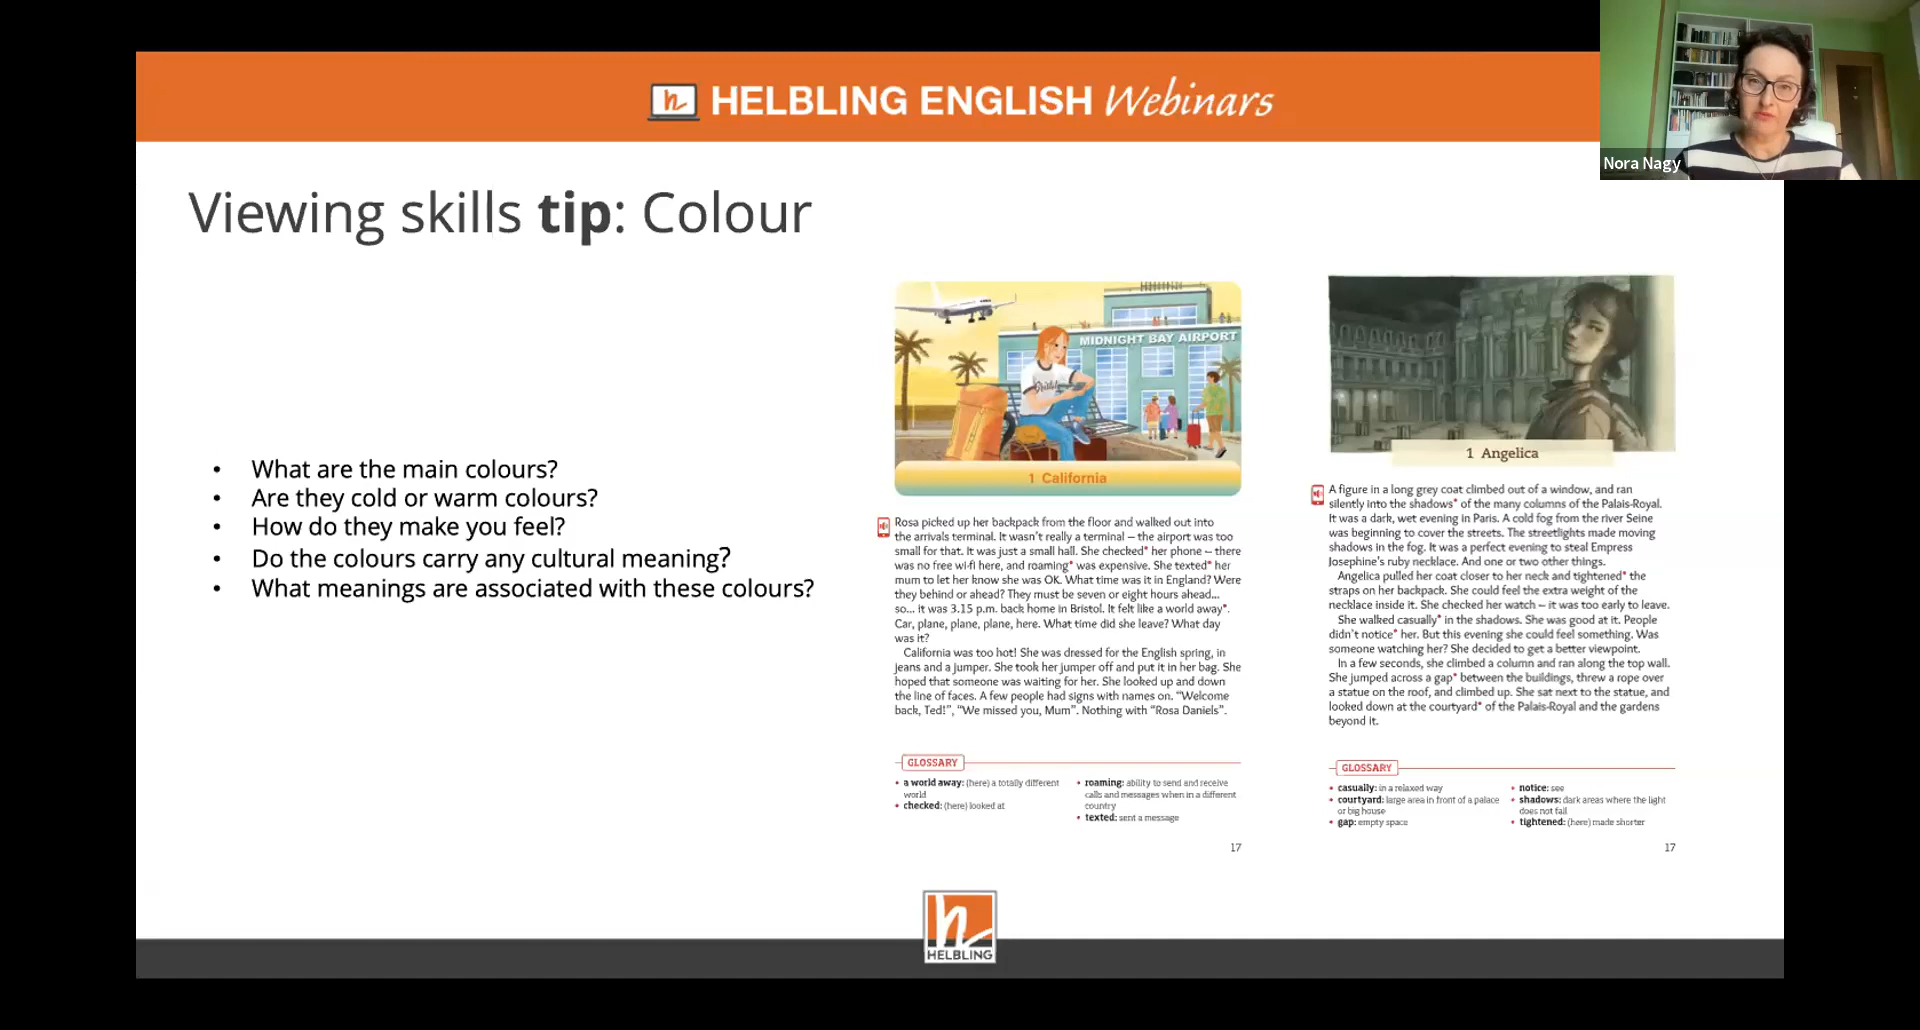 HELBLING ENGLISH Webinars
Nora Nagy
Viewing skills tip: Colour
• What are the main colours?
• Are they cold or warm colours?
• How do they make you feel?
• Do the colours carry any cultural meaning?
• What meanings are associated with these colours?
MIDNIGHT BAY AIRPORT
Bristol
1 California
Rosa picked up her backpack from the floor and walked out into
the arrivals terminal. It wasn't really a terminal – the airport was too
small for that. It was just a small hall. She checked* her phone – there
was no free wi-fi here, and roaming* was expensive. She texted* her
mum to let her know she was OK. What time was it in England? Were
they behind or ahead? They must be seven or eight hours ahead...
so... it was 3.15 p.m. back home in Bristol. It felt like a world away*.
Car, plane, plane, plane, here. What time did she leave? What day
was it?
California was too hot! She was dressed for the English spring, in
jeans and a jumper. She took her jumper off and put it in her bag. She
hoped that someone was waiting for her. She looked up and down
the line of faces. A few people had signs with names on. "Welcome
back, Ted!", "We missed you, Mum". Nothing with "Rosa Daniels".
GLOSSARY
• a world away: (here) a totally different
world
• checked: (here) looked at
• roaming: ability to send and receive
calls and messages when in a different
country
• texted: sent a message
17
1 Angelica
A figure in a long grey coat climbed out of a window, and ran
silently into the shadows* of the many columns of the Palais-Royal.
It was a dark, wet evening in Paris. A cold fog from the river Seine
was beginning to cover the streets. The streetlights made moving
shadows in the fog. It was a perfect evening to steal Empress
Josephine's ruby necklace. And one or two other things.
Angelica pulled her coat closer to her neck and tightened* the
straps on her backpack. She could feel the extra weight of the
necklace inside it. She checked her watch – it was too early to leave.
She walked casually* in the shadows. She was good at it. People
didn't notice* her. But this evening she could feel something. Was
someone watching her? She decided to get a better viewpoint.
In a few seconds, she climbed a column and ran along the top wall.
She jumped across a gap* between the buildings, threw a rope over
a statue on the roof, and climbed up. She sat next to the statue, and
looked down at the courtyard* of the Palais-Royal and the gardens
beyond it.
GLOSSARY
• casually: in a relaxed way
• courtyard: large area in front of a palace
or big house
• gap: empty space
• notice: see
• shadows: dark areas where the light
does not fall
• tightened: (here) made shorter
17
HELBLING